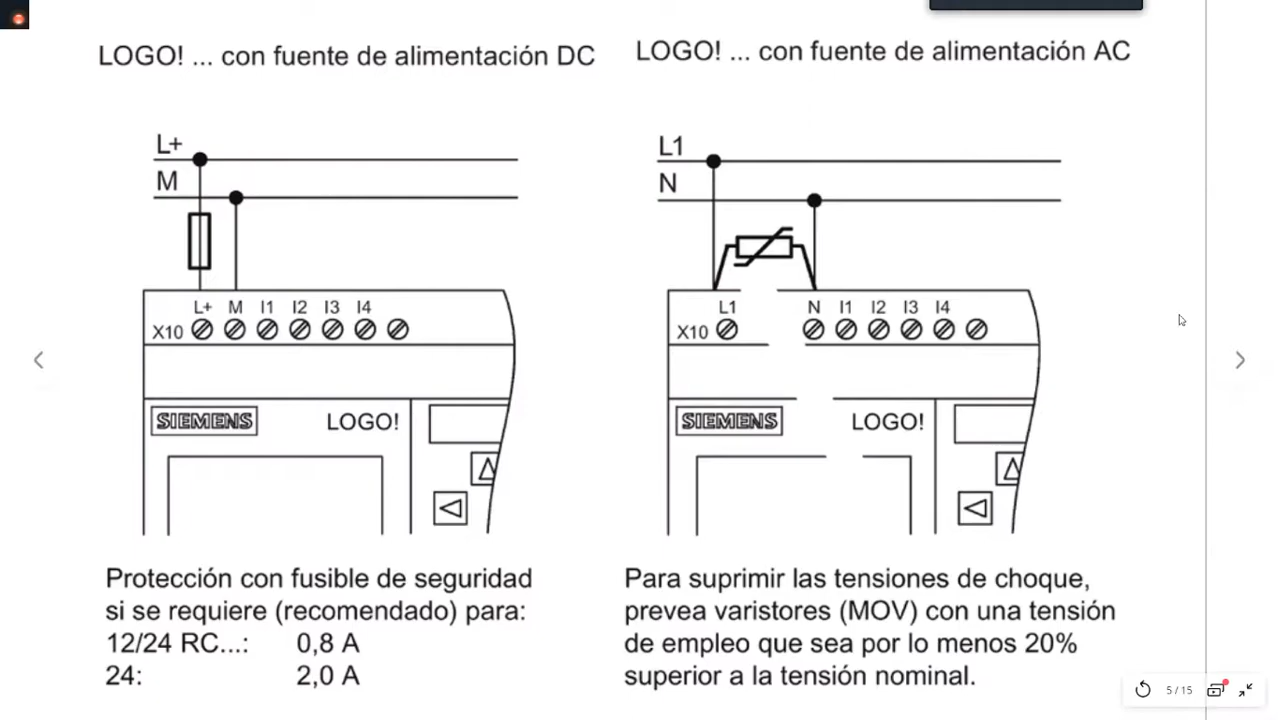 LOGO! ... con fuente de alimentación DC
L+
M
L+ M I1 I2 I3 I4
X10
SIEMENS LOGO!
Protección con fusible de seguridad
si se requiere (recomendado) para:
12/24 RC...: 0,8 A
24: 2,0 A
LOGO! ... con fuente de alimentación AC
L1
N
L1 N I1 I2 I3 I4
X10
SIEMENS LOGO!
Para suprimir las tensiones de choque,
prevea varistores (MOV) con una tensión
de empleo que sea por lo menos 20%
superior a la tensión nominal.
5 / 15